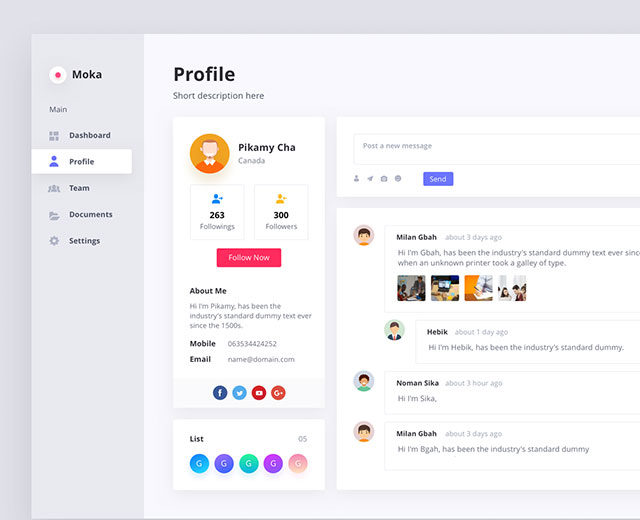 Moka
Main
Dashboard
Profile
Team
Documents
Settings
Profile
Short description here
Pikamy Cha
Canada
263
Followings
300
Followers
Follow Now
About Me
Hi I'm Pikamy, has been the
industry's standard dummy text ever
since the 1500s.
Mobile 063534424252
Email name@domain.com
List 05
G G G G G
Post a new message
Send
Milan Gbah about 3 days ago
Hi I'm Gbah, has been the industry's standard dummy text ever since
when an unknown printer took a galley of type.
Hebik about 1 day ago
Hi I'm Hebik, has been the industry's standard dummy.
Noman Sika about 3 hour ago
Hi I'm Sika,
Milan Gbah about 3 days ago
Hi I'm Bgah, has been the industry's standard dummy